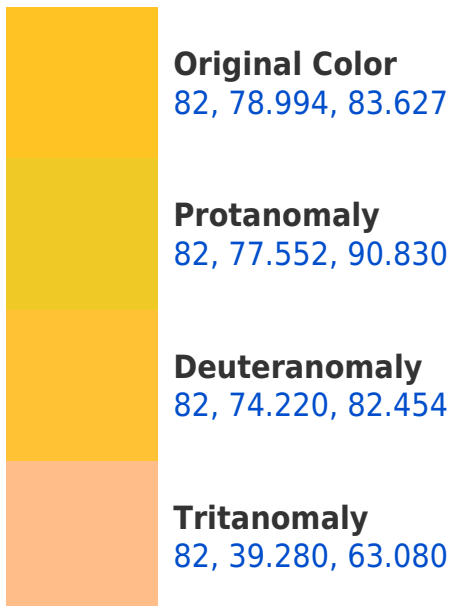 Original Color
82, 78.994, 83.627
Protanomaly
82, 77.552, 90.830
Deuteranomaly
82, 74.220, 82.454
Tritanomaly
82, 39.280, 63.080